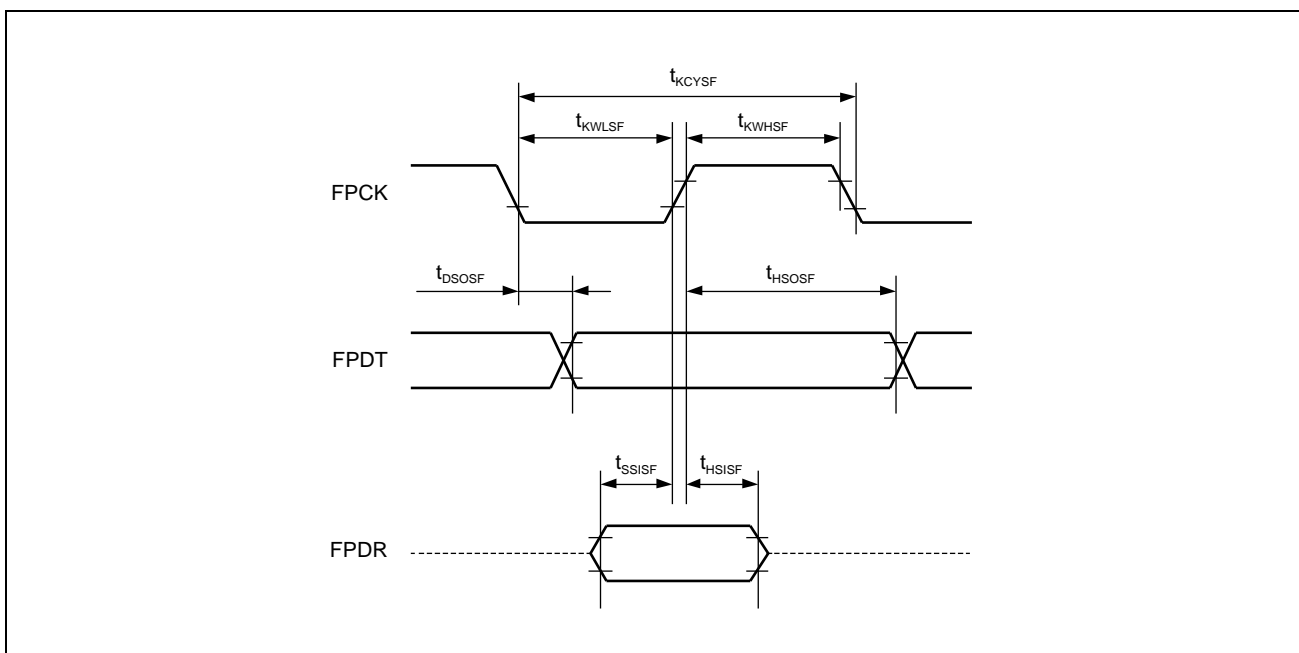 tKCYSF
tKWLSF
tKWHSF
FPCK
tDSOSF
tHSOSF
FPDT
tSSISF
tHSISF
FPDR